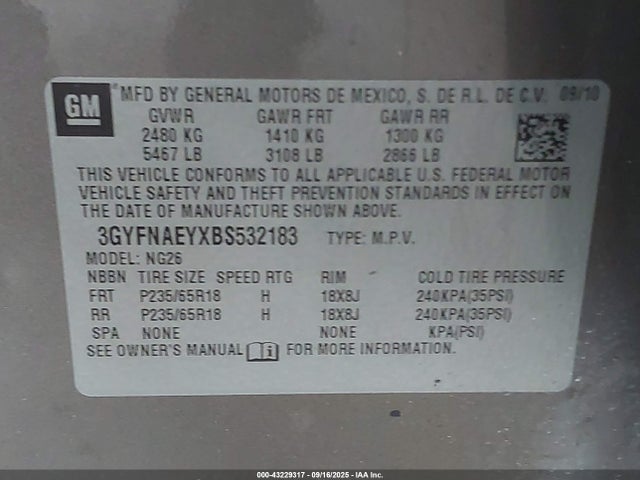 GM ® MFD BY GENERAL MOTORS DE MEXICO, S. DE R.L. DE C.V. 09/10
GVWR GAWR FRT GAWR RR
2480 KG 1410 KG 1300 KG
5467 LB 3108 LB 2866 LB
THIS VEHICLE CONFORMS TO ALL APPLICABLE U.S. FEDERAL MOTOR
VEHICLE SAFETY AND THEFT PREVENTION STANDARDS IN EFFECT ON
THE DATE OF MANUFACTURE SHOWN ABOVE.
3GYFNAEYXBS532183 TYPE: M.P.V.
MODEL: NG26
NBBN TIRE SIZE SPEED RTG RIM COLD TIRE PRESSURE
FRT P235/65R18 H 18X8J 240KPA(35PSI)
RR P235/65R18 H 18X8J 240KPA(35PSI)
SPA NONE NONE KPA(PSI)
SEE OWNER'S MANUAL FOR MORE INFORMATION.
000-43229317 - 09/16/2025 - IAA Inc.